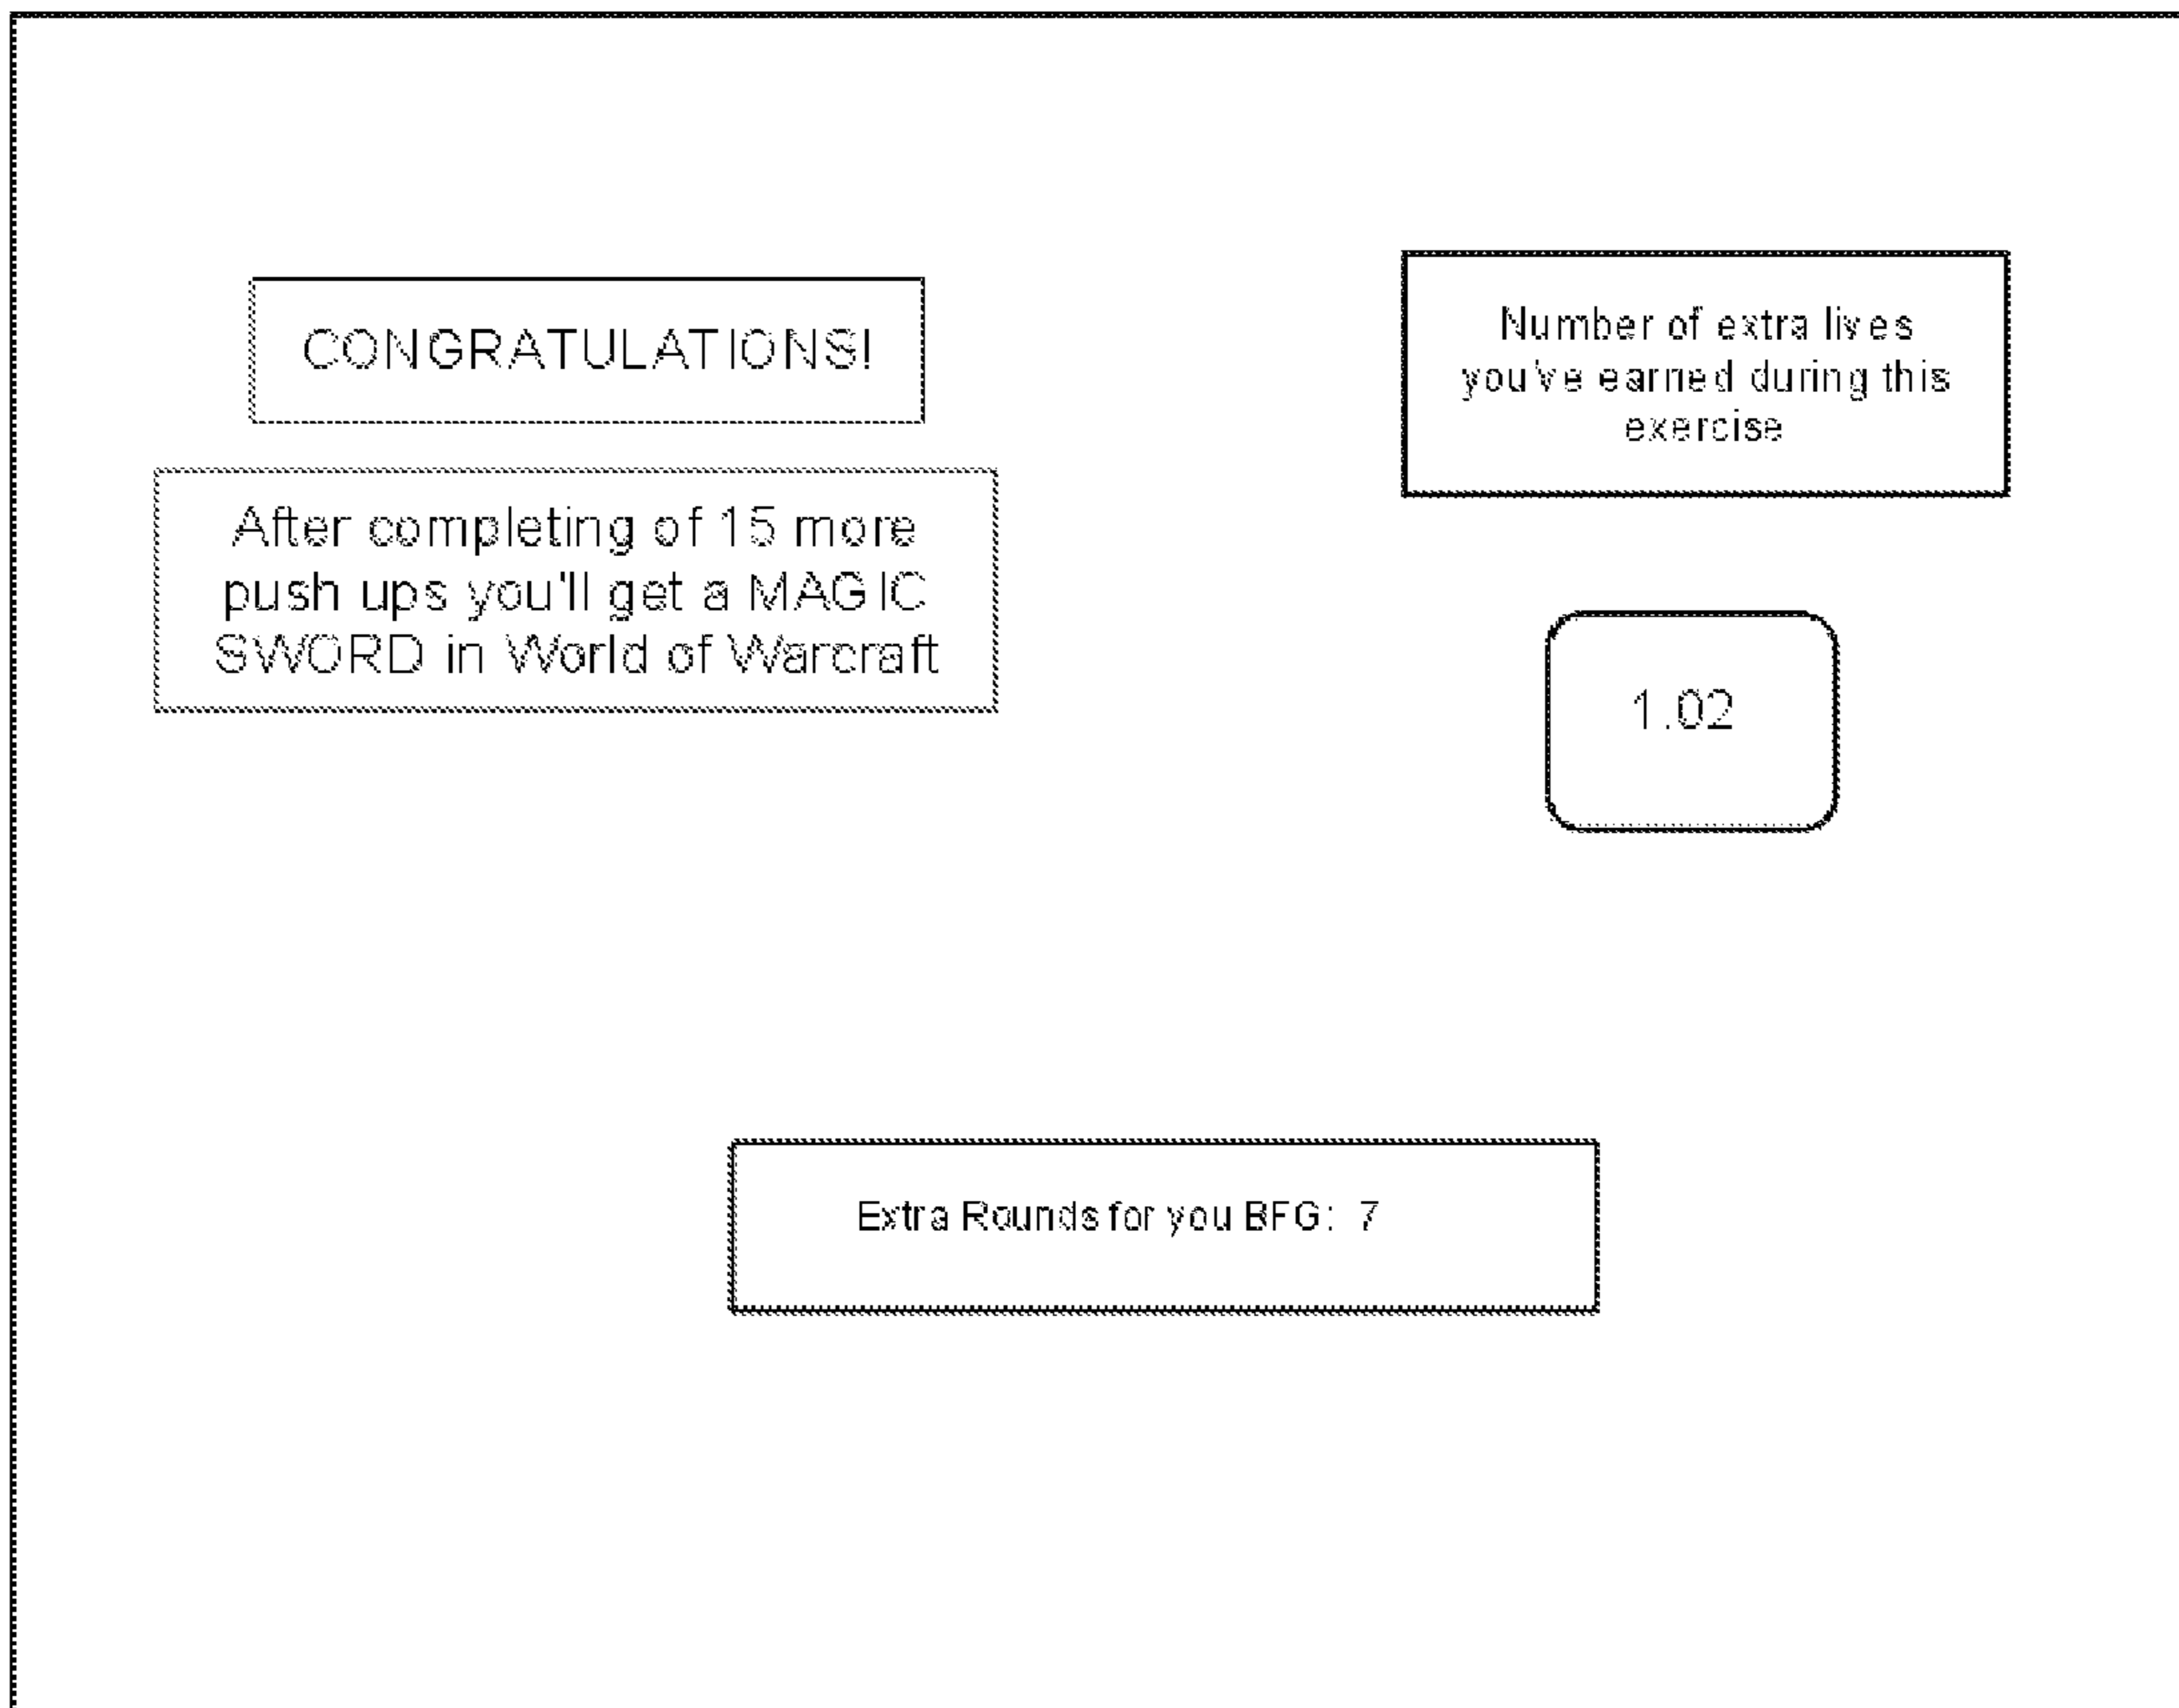 CONGRATULATIONS!
After completing of 15 more
push ups you'll get a MAGIC
SWORD in World of Warcraft
Number of extra lives
you've earned during this
exercise
1.02
Extra Rounds for you BFG: 7